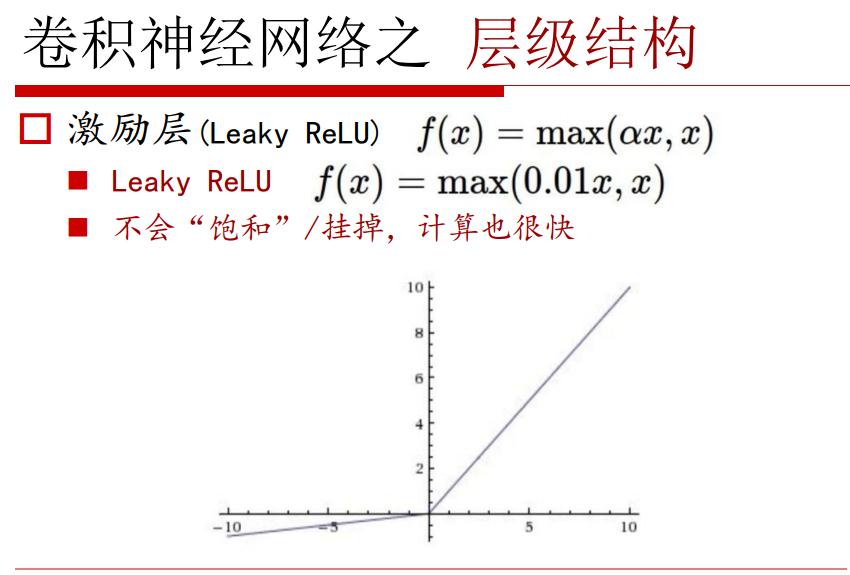 卷积神经网络之 层级结构
激励层(Leaky ReLU) f(x) = max(αx, x)
Leaky ReLU f(x) = max(0.01x, x)
不会“饱和”/挂掉，计算也很快
10
8
6
4
2
-10 -5 5 10